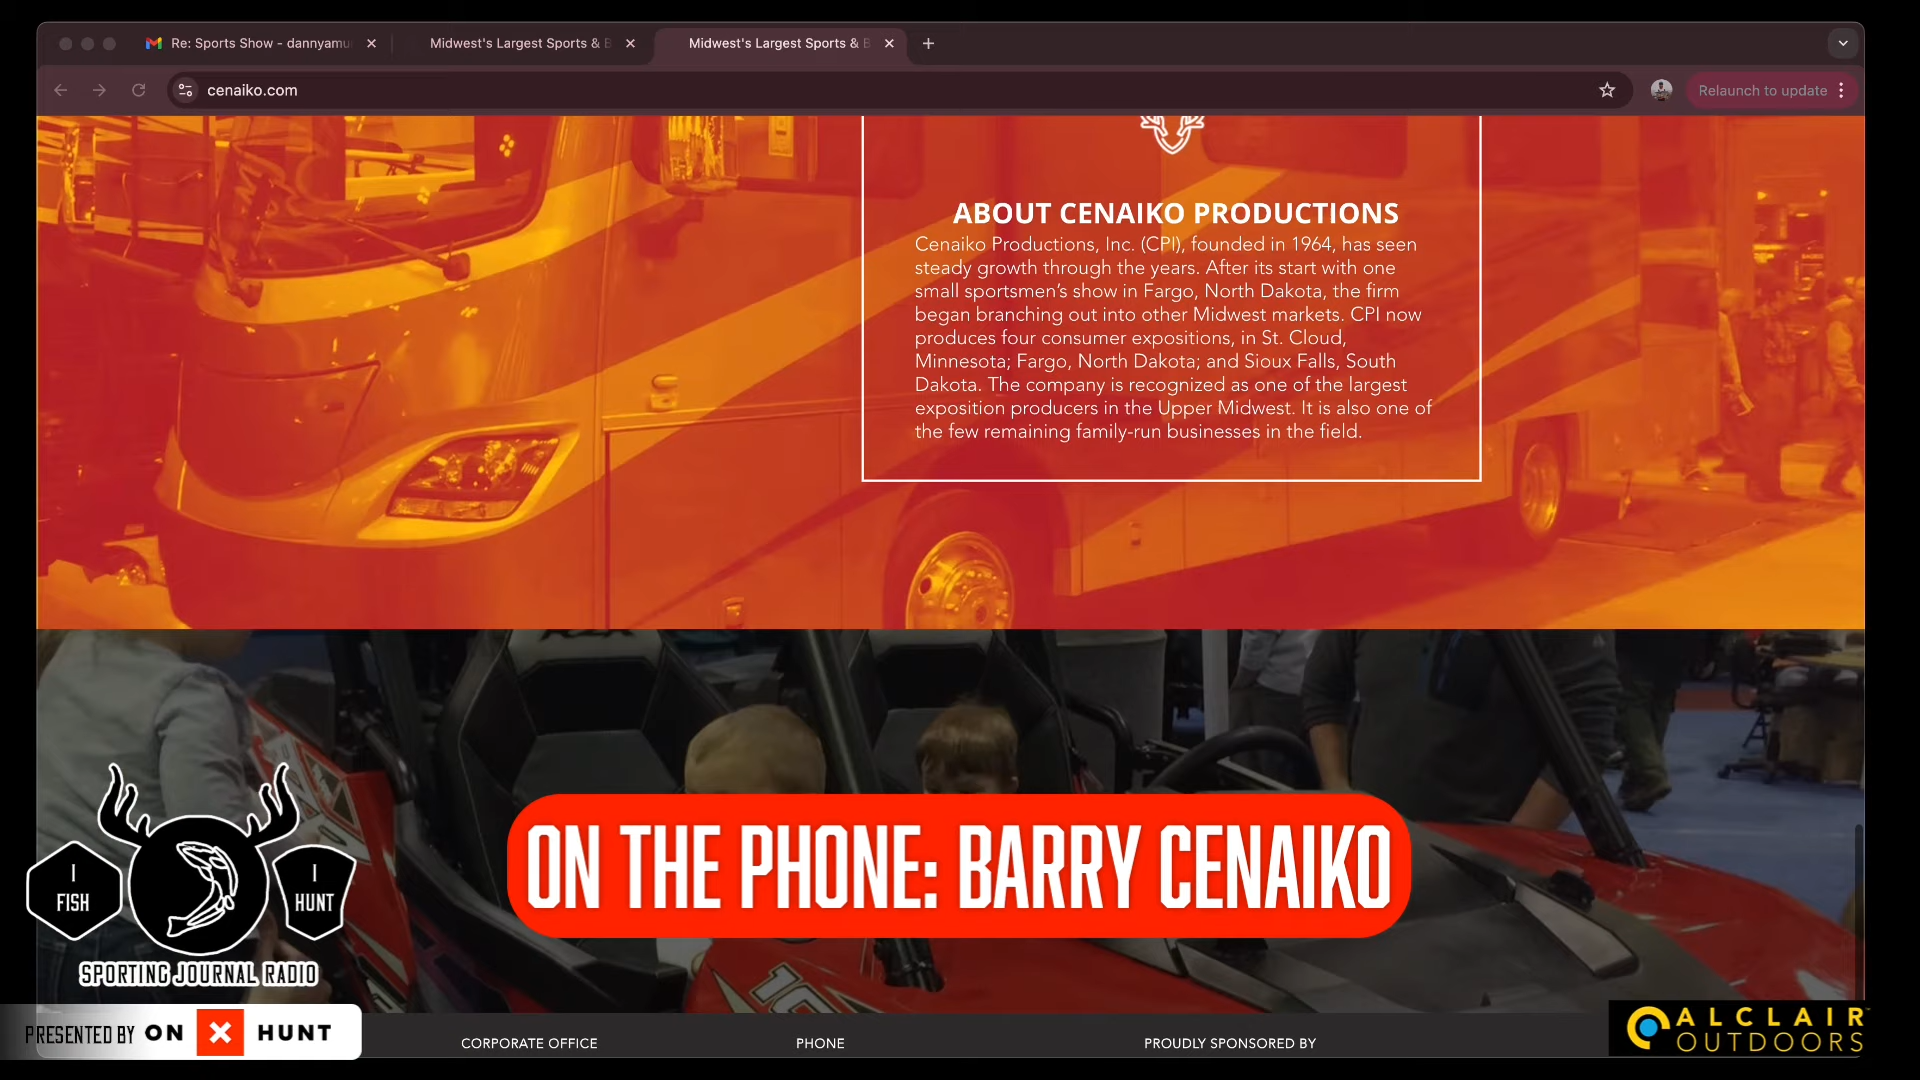 Re: Sports Show - dannyamu
Midwest's Largest Sports & B
Midwest's Largest Sports & B
cenaiko.com
Relaunch to update
ABOUT CENAIKO PRODUCTIONS
Cenaiko Productions, Inc. (CPI), founded in 1964, has seen
steady growth through the years. After its start with one
small sportsmen's show in Fargo, North Dakota, the firm
began branching out into other Midwest markets. CPI now
produces four consumer expositions, in St. Cloud,
Minnesota; Fargo, North Dakota; and Sioux Falls, South
Dakota. The company is recognized as one of the largest
exposition producers in the Upper Midwest. It is also one of
the few remaining family-run businesses in the field.
ON THE PHONE: BARRY CENAIKO
I
FISH
I
HUNT
SPORTING JOURNAL RADIO
PRESENTED BY ON X HUNT
CORPORATE OFFICE
PHONE
PROUDLY SPONSORED BY
ALCLAIR
OUTDOORS